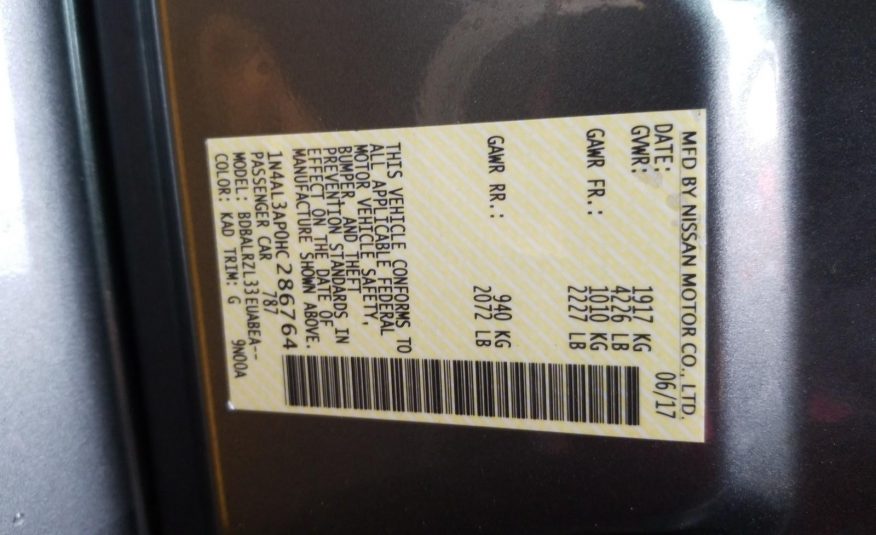 MFD BY NISSAN MOTOR CO., LTD.
DATE: 06/17
GVWR: 1917 KG
4226 LB
GAWR FR.: 1010 KG
2227 LB
GAWR RR.: 940 KG
2072 LB
THIS VEHICLE CONFORMS TO
ALL APPLICABLE FEDERAL
MOTOR VEHICLE SAFETY,
BUMPER, AND THEFT
PREVENTION STANDARDS IN
EFFECT ON THE DATE OF
MANUFACTURE SHOWN ABOVE.
1N4AL3AP0HC286764
PASSENGER CAR 787
MODEL: BDBALRZL33EUABEA--
COLOR: KAD TRIM: G 9N00A